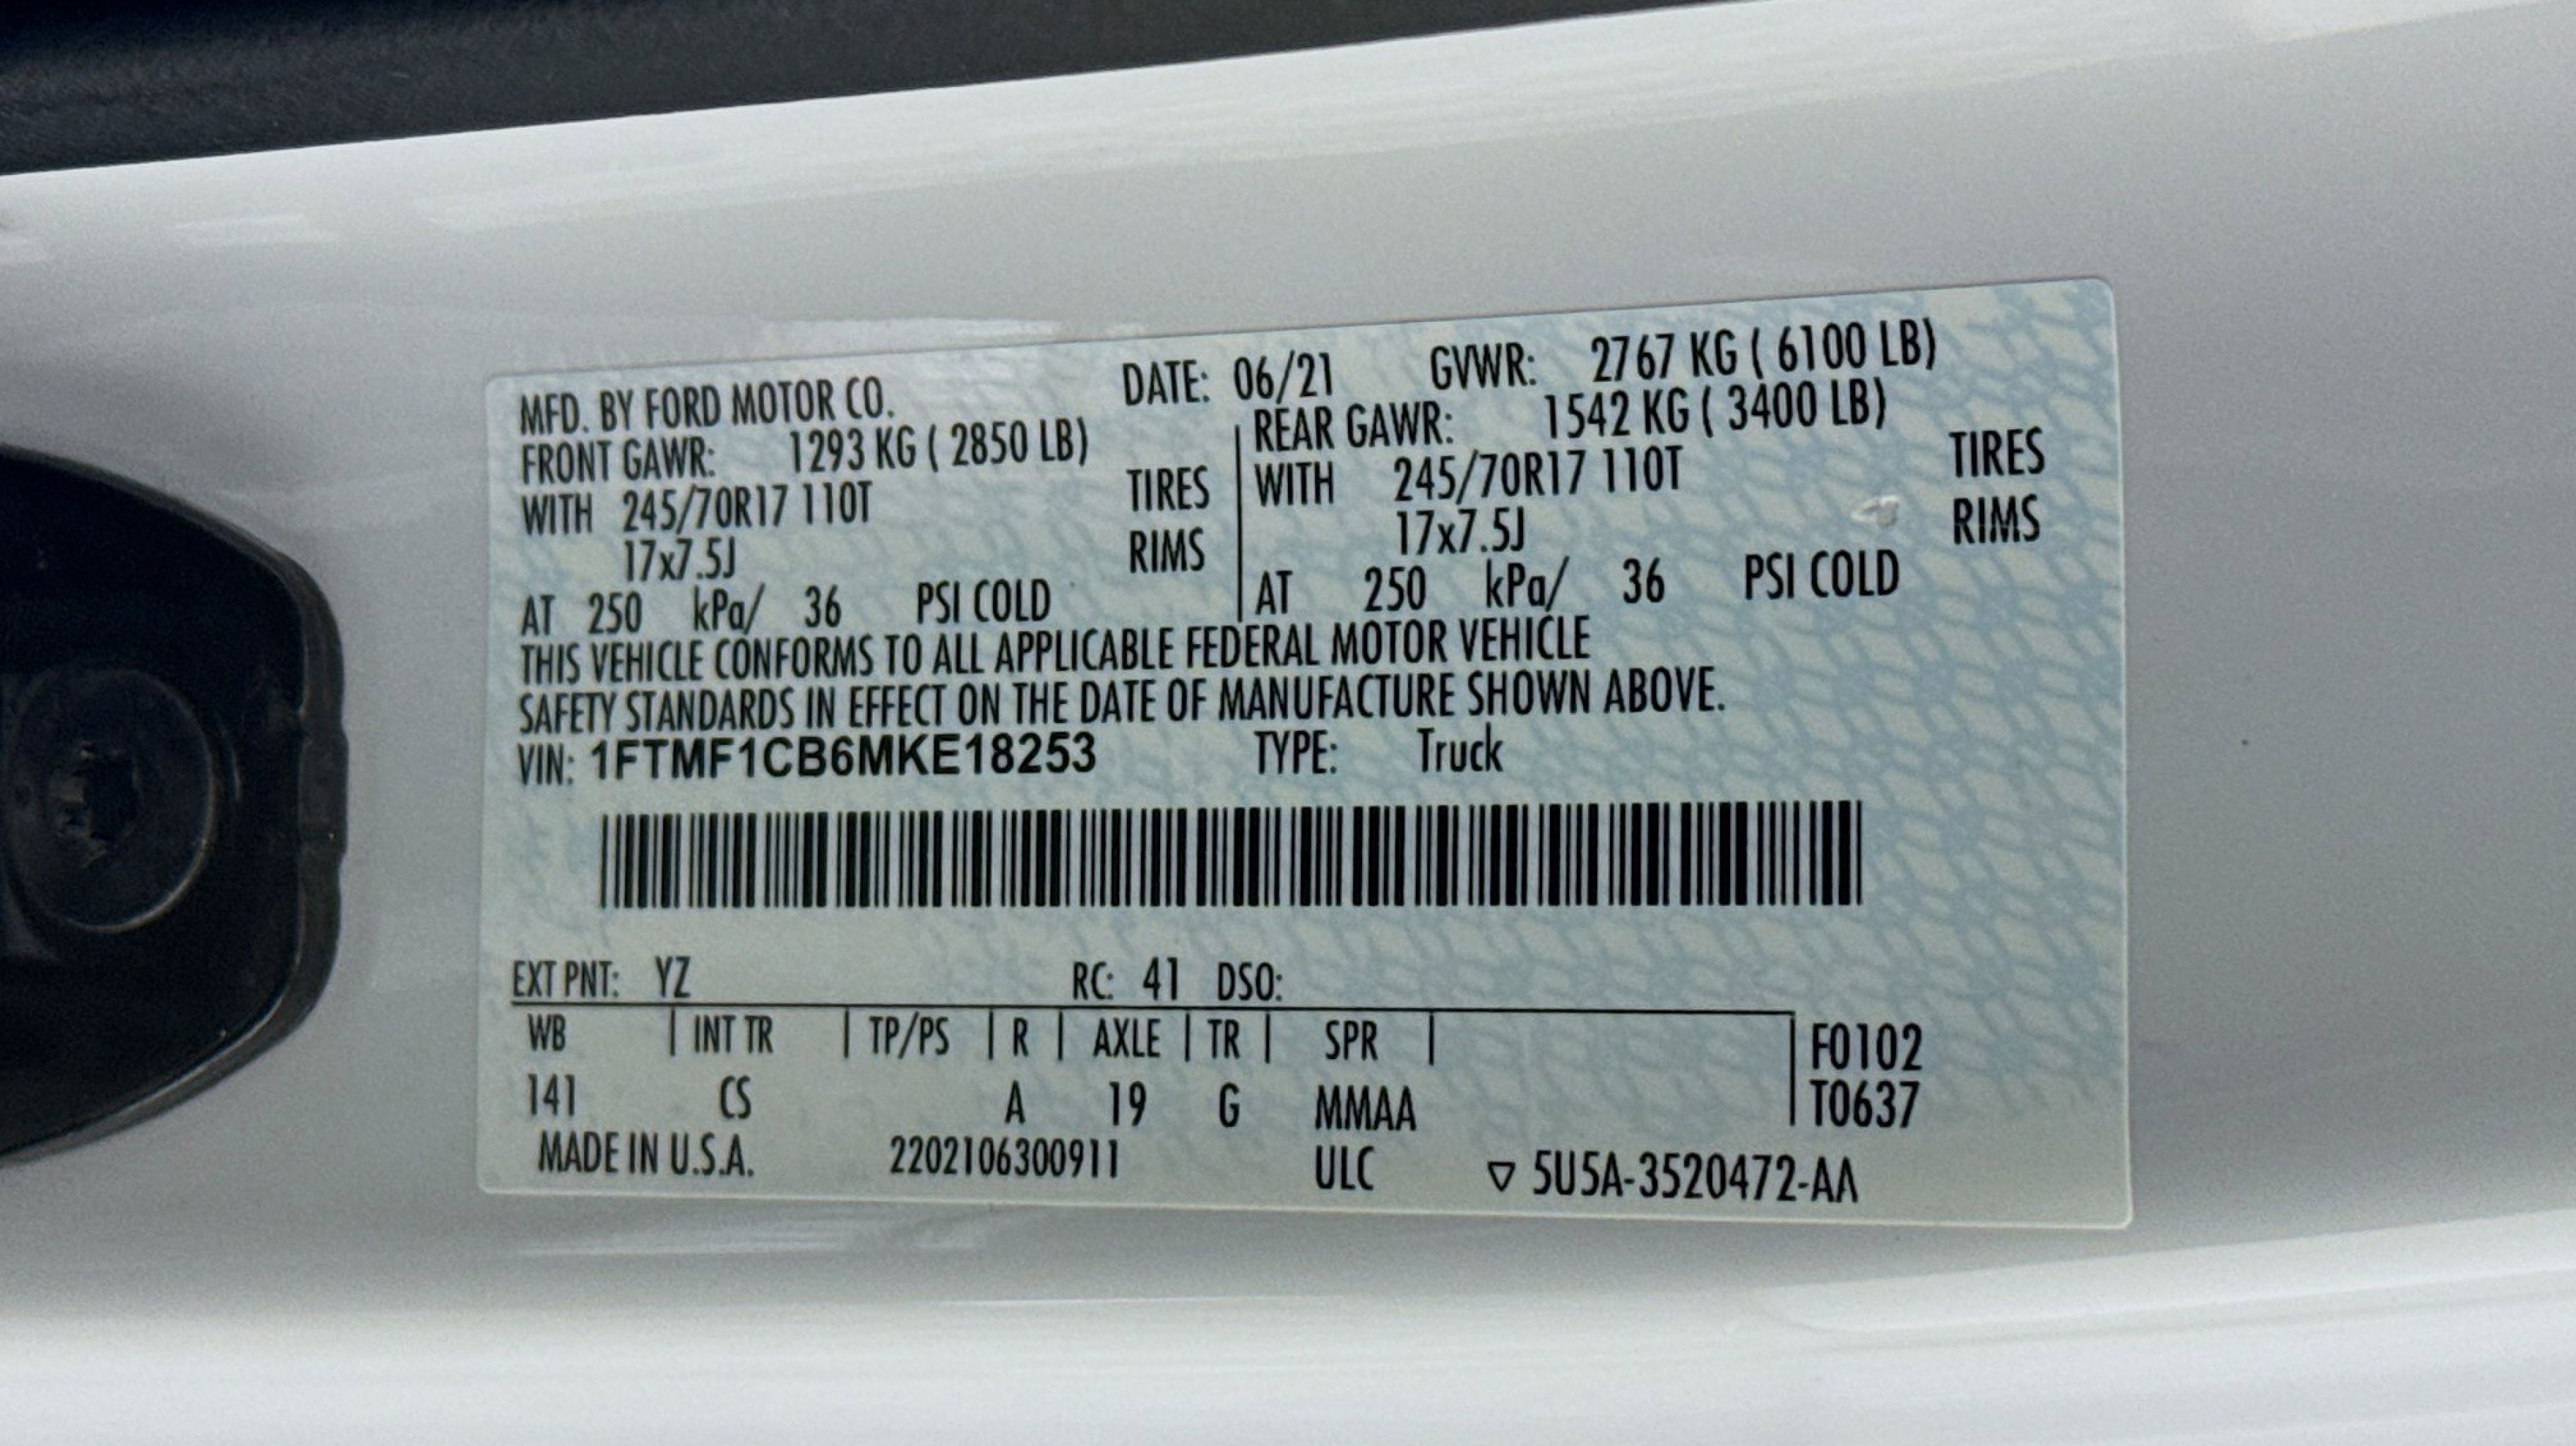 MFD. BY FORD MOTOR CO. DATE: 06/21 GVWR: 2767 KG ( 6100 LB)
FRONT GAWR: 1293 KG ( 2850 LB) REAR GAWR: 1542 KG ( 3400 LB)
WITH 245/70R17 110T TIRES WITH 245/70R17 110T TIRES
17x7.5J RIMS 17x7.5J RIMS
AT 250 kPa/ 36 PSI COLD AT 250 kPa/ 36 PSI COLD
THIS VEHICLE CONFORMS TO ALL APPLICABLE FEDERAL MOTOR VEHICLE
SAFETY STANDARDS IN EFFECT ON THE DATE OF MANUFACTURE SHOWN ABOVE.
VIN: 1FTMF1CB6MKE18253 TYPE: Truck
EXT PNT: YZ RC: 41 DSO:
WB | INT TR | TP/PS | R | AXLE | TR | SPR | F0102
141 CS A 19 G MMAA T0637
MADE IN U.S.A. 2202106300911 ULC ▽ 5U5A-3520472-AA